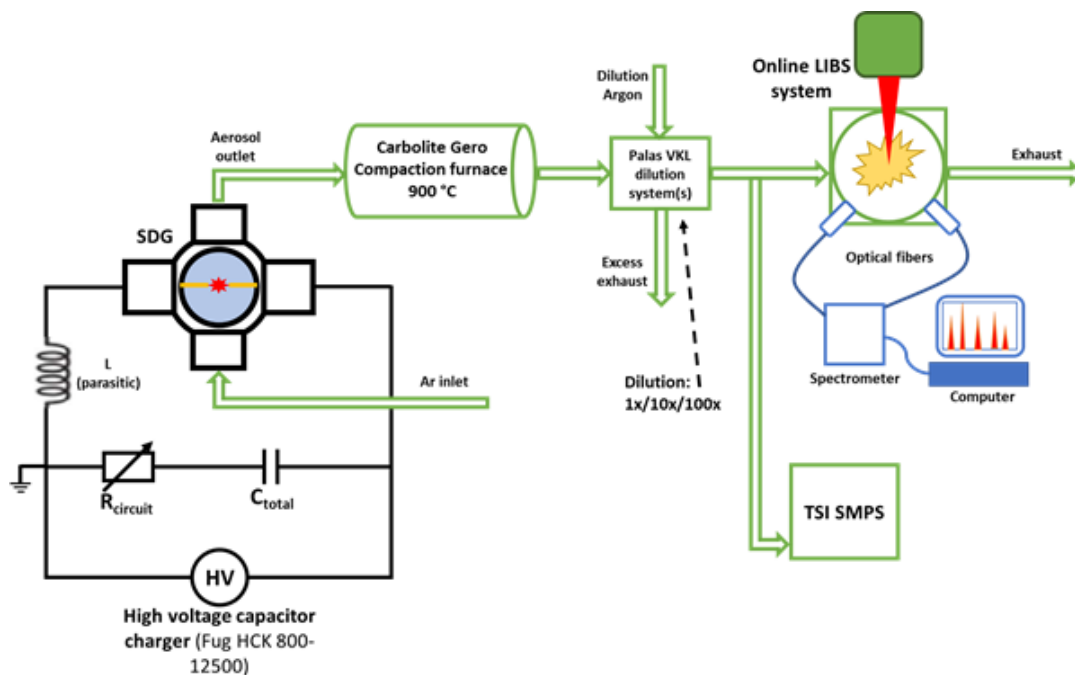 Online LIBS
system
Dilution
Argon
Aerosol
outlet
Carbolite Gero
Compaction furnace
900 °C
Palas VKL
dilution
system(s)
Exhaust
SDG
Excess
exhaust
Optical fibers
L
(parasitic)
Ar inlet
Dilution:
1x/10x/100x
Spectrometer
Computer
Rcircuit
Ctotal
TSI SMPS
HV
High voltage capacitor
charger (Fug HCK 800-
12500)